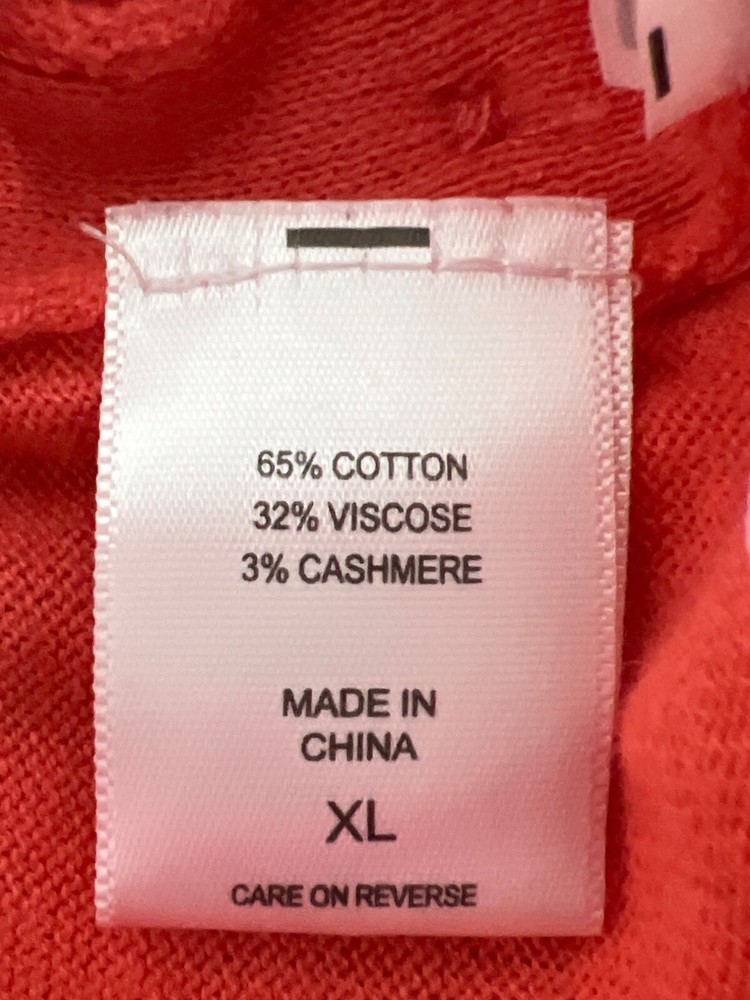 65% COTTON
32% VISCOSE
3% CASHMERE
MADE IN
CHINA
XL
CARE ON REVERSE